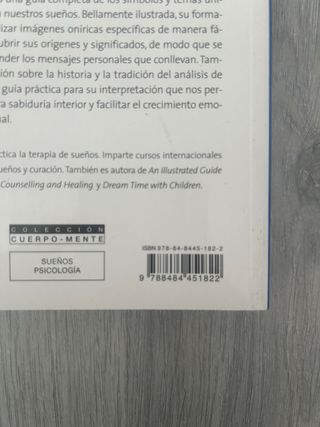 una guía completa de los símbolos y temas uni-
n nuestros sueños. Bellamente ilustrada, su forma-
izar imágenes oníricas específicas de manera fá-
ubrir sus orígenes y significados, de modo que se
nder los mensajes personales que conllevan. Tam-
ión sobre la historia y la tradición del análisis de
guía práctica para su interpretación que nos per-
ra sabiduría interior y facilitar el crecimiento emo-
ual.
ctica la terapia de sueños. Imparte cursos internacionales
ueños y curación. También es autora de An Illustrated Guide
Counselling and Healing y Dream Time with Children.
COLECCIÓN
CUERPO-MENTE
SUEÑOS
PSICOLOGÍA
ISBN 978-84-8445-182-2
9 788484 451822